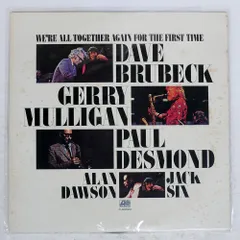 WE'RE ALL TOGETHER AGAIN FOR THE FIRST TIME
DAVE
BRUBECK
GERRY
MULLIGAN
PAUL
DESMOND
ALAN
DAWSON
JACK
SIX